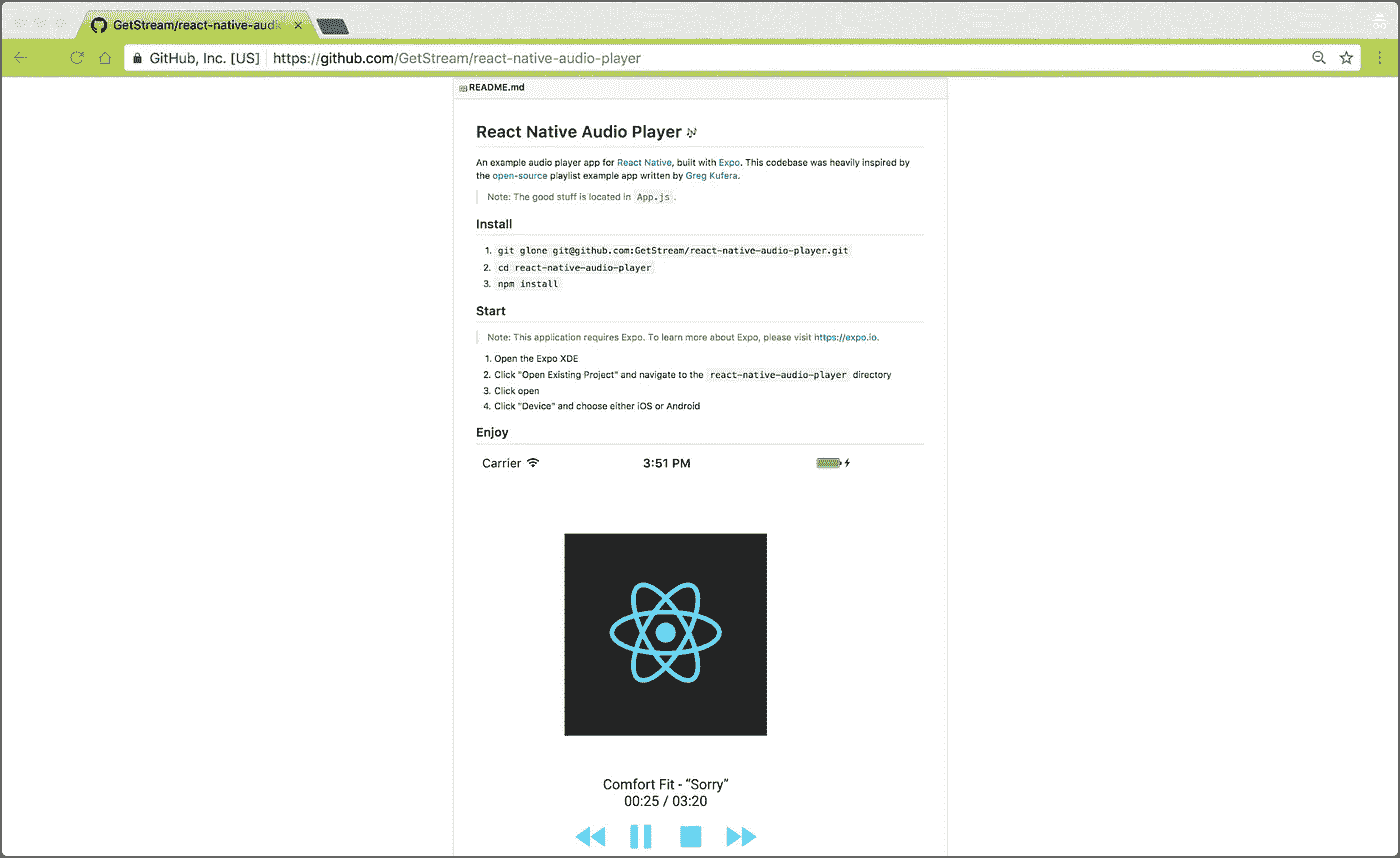 GetStream/react-native-audi
GitHub, Inc. [US] https://github.com/GetStream/react-native-audio-player
README.md
React Native Audio Player
An example audio player app for React Native, built with Expo. This codebase was heavily inspired by
the open-source playlist example app written by Greg Kufera.
Note: The good stuff is located in App.js.
Install
1. git glone git@github.com:GetStream/react-native-audio-player.git
2. cd react-native-audio-player
3. npm install
Start
Note: This application requires Expo. To learn more about Expo, please visit https://expo.io.
1. Open the Expo XDE
2. Click "Open Existing Project" and navigate to the react-native-audio-player directory
3. Click open
4. Click "Device" and choose either iOS or Android
Enjoy
Carrier 3:51 PM
Comfort Fit - “Sorry”
00:25 / 03:20